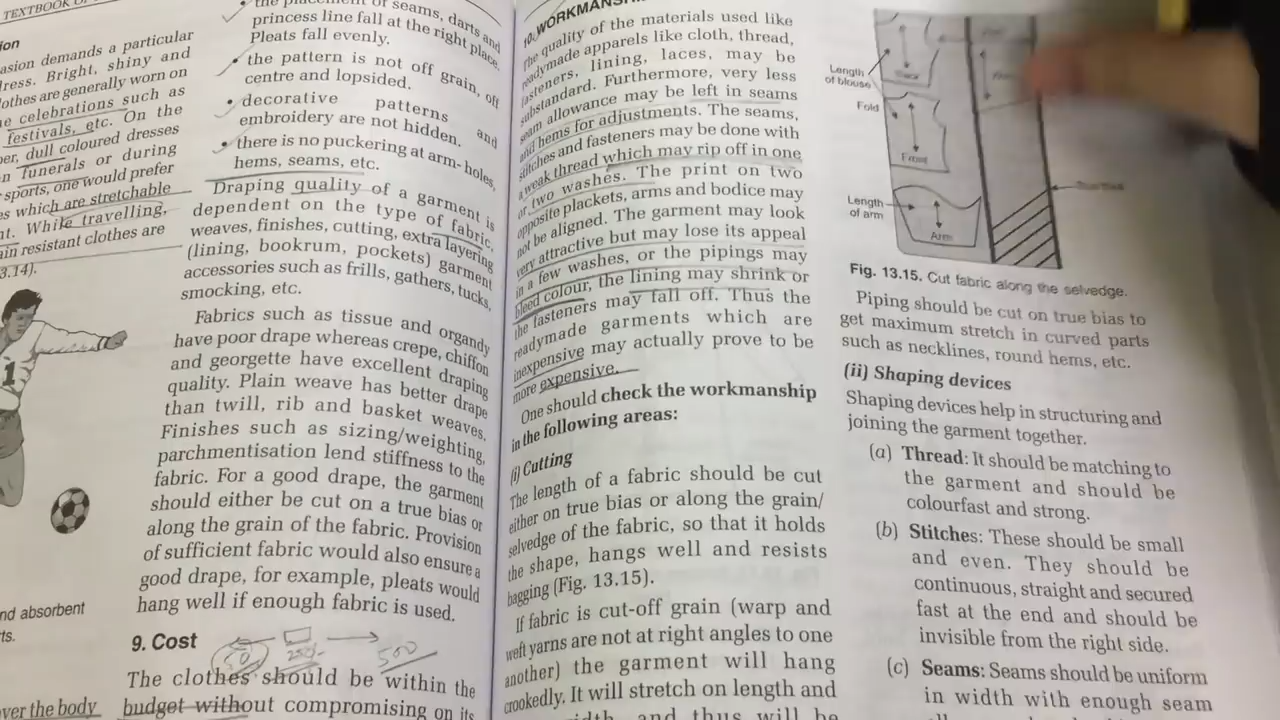 TEXTBOOK OF
ion
asion demands a particular
ress. Bright, shiny and
lothes are generally worn on
e celebrations such as
festivals, etc. On the
er, dull coloured dresses
n funerals or during
sports, one would prefer
es which are stretchable
nt. While travelling,
ain resistant clothes are
3.14).
1
nd absorbent
ts.
ver the body
• the placement of seams, darts and
princess line fall at the right place.
Pleats fall evenly.
• the pattern is not off grain, off
centre and lopsided.
• decorative patterns and
embroidery are not hidden.
• there is no puckering at arm-holes,
hems, seams, etc.
Draping quality of a garment is
dependent on the type of fabric,
weaves, finishes, cutting, extra layering
(lining, bookrum, pockets) garment
accessories such as frills, gathers, tucks,
smocking, etc.
Fabrics such as tissue and organdy
have poor drape whereas crepe, chiffon
and georgette have excellent draping
quality. Plain weave has better drape
than twill, rib and basket weaves.
Finishes such as sizing/weighting,
parchmentisation lend stiffness to the
fabric. For a good drape, the garment
should either be cut on a true bias or
along the grain of the fabric. Provision
of sufficient fabric would also ensure a
good drape, for example, pleats would
hang well if enough fabric is used.
9. Cost
50
500
The clothes should be within the
budget without compromising on its
10. WORKMANSH
The quality of the materials used like
readymade apparels like cloth, thread,
fasteners, lining, laces, may be
substandard. Furthermore, very less
seam allowance may be left in seams
and hems for adjustments. The seams,
stitches and fasteners may be done with
a weak thread which may rip off in one
or two washes. The print on two
opposite plackets, arms and bodice may
not be aligned. The garment may look
very attractive but may lose its appeal
in a few washes, or the pipings may
bleed colour, the lining may shrink or
the fasteners may fall off. Thus the
readymade garments which are
inexpensive may actually prove to be
more expensive.
One should check the workmanship
in the following areas:
(i) Cutting
The length of a fabric should be cut
either on true bias or along the grain/
selvedge of the fabric, so that it holds
the shape, hangs well and resists
bagging (Fig. 13.15).
If fabric is cut-off grain (warp and
weft yarns are not at right angles to one
another) the garment will hang
crookedly. It will stretch on length and
width and thus will be
Length
of blouse
Back
Fold
Front
Length
of arm
Arm
Fig. 13.15. Cut fabric along the selvedge.
Piping should be cut on true bias to
get maximum stretch in curved parts
such as necklines, round hems, etc.
(ii) Shaping devices
Shaping devices help in structuring and
joining the garment together.
(a) Thread: It should be matching to
the garment and should be
colourfast and strong.
(b) Stitches: These should be small
and even. They should be
continuous, straight and secured
fast at the end and should be
invisible from the right side.
(c) Seams: Seams should be uniform
in width with enough seam